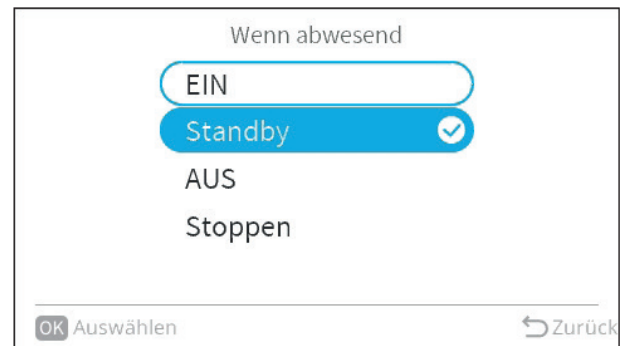 Wenn abwesend
EIN
Standby
AUS
Stoppen
OK Auswählen
Zurück